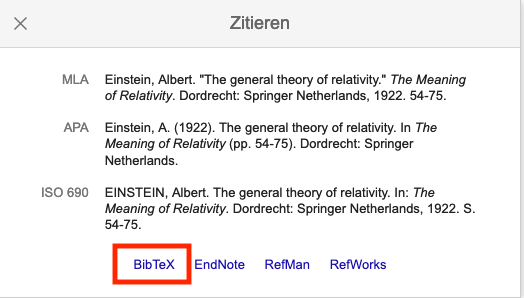 Zitieren
MLA Einstein, Albert. "The general theory of relativity." The Meaning
of Relativity. Dordrecht: Springer Netherlands, 1922. 54-75.
APA Einstein, A. (1922). The general theory of relativity. In The
Meaning of Relativity (pp. 54-75). Dordrecht: Springer
Netherlands.
ISO 690 EINSTEIN, Albert. The general theory of relativity. In: The
Meaning of Relativity. Dordrecht: Springer Netherlands, 1922. S.
54-75.
BibTeX EndNote RefMan RefWorks